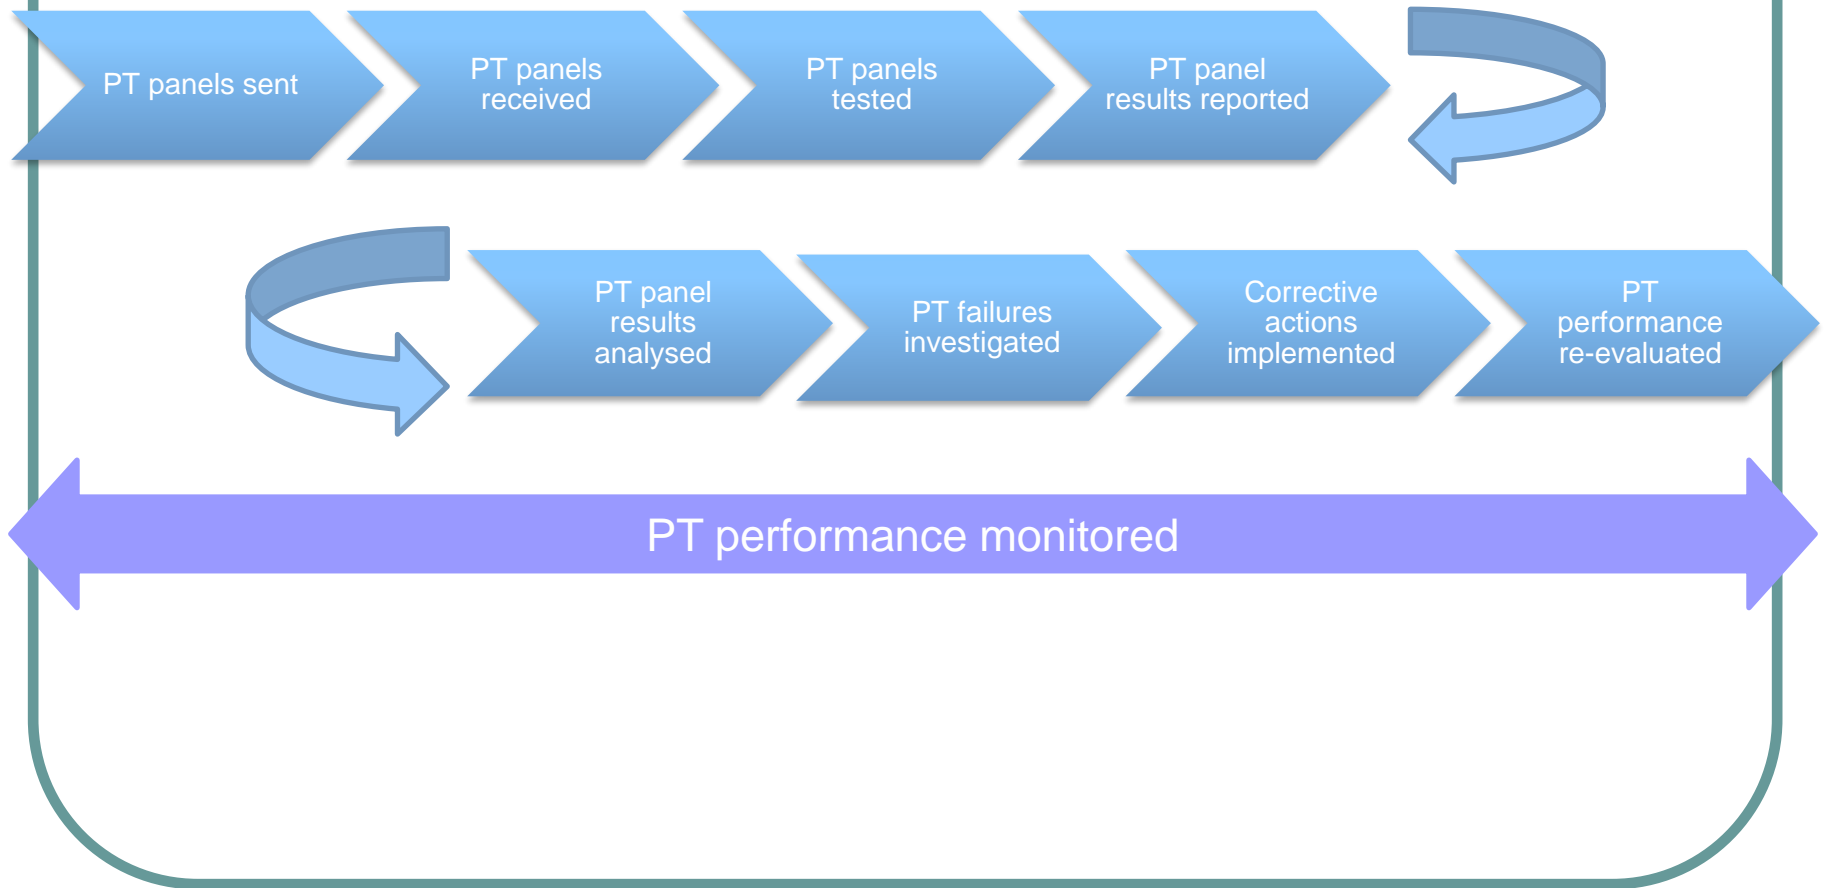 PT panels sent
PT panels
received
PT panels
tested
PT panel
results reported
PT panel
results
analysed
PT failures
investigated
Corrective
actions
implemented
PT
performance
re-evaluated
PT performance monitored